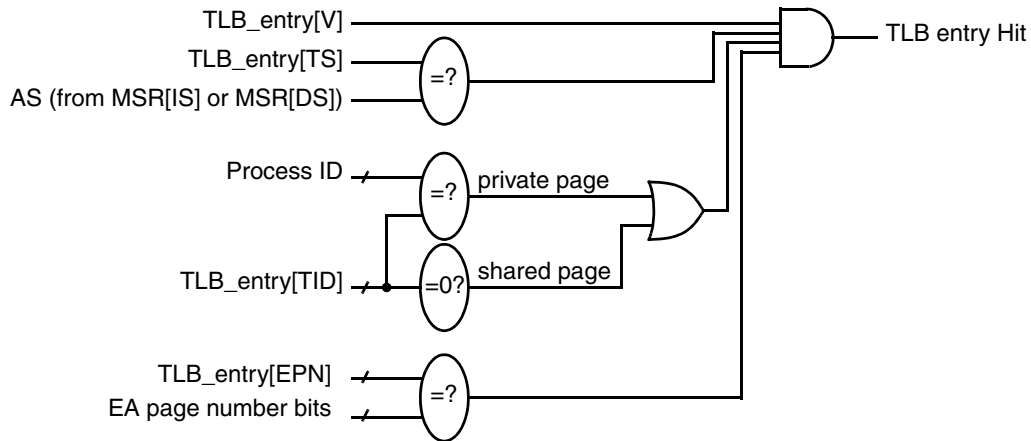 TLB_entry[V]
TLB entry Hit
TLB_entry[TS]
=?
AS (from MSR[IS] or MSR[DS])
Process ID
=?
private page
TLB_entry[TID]
=0?
shared page
TLB_entry[EPN]
=?
EA page number bits